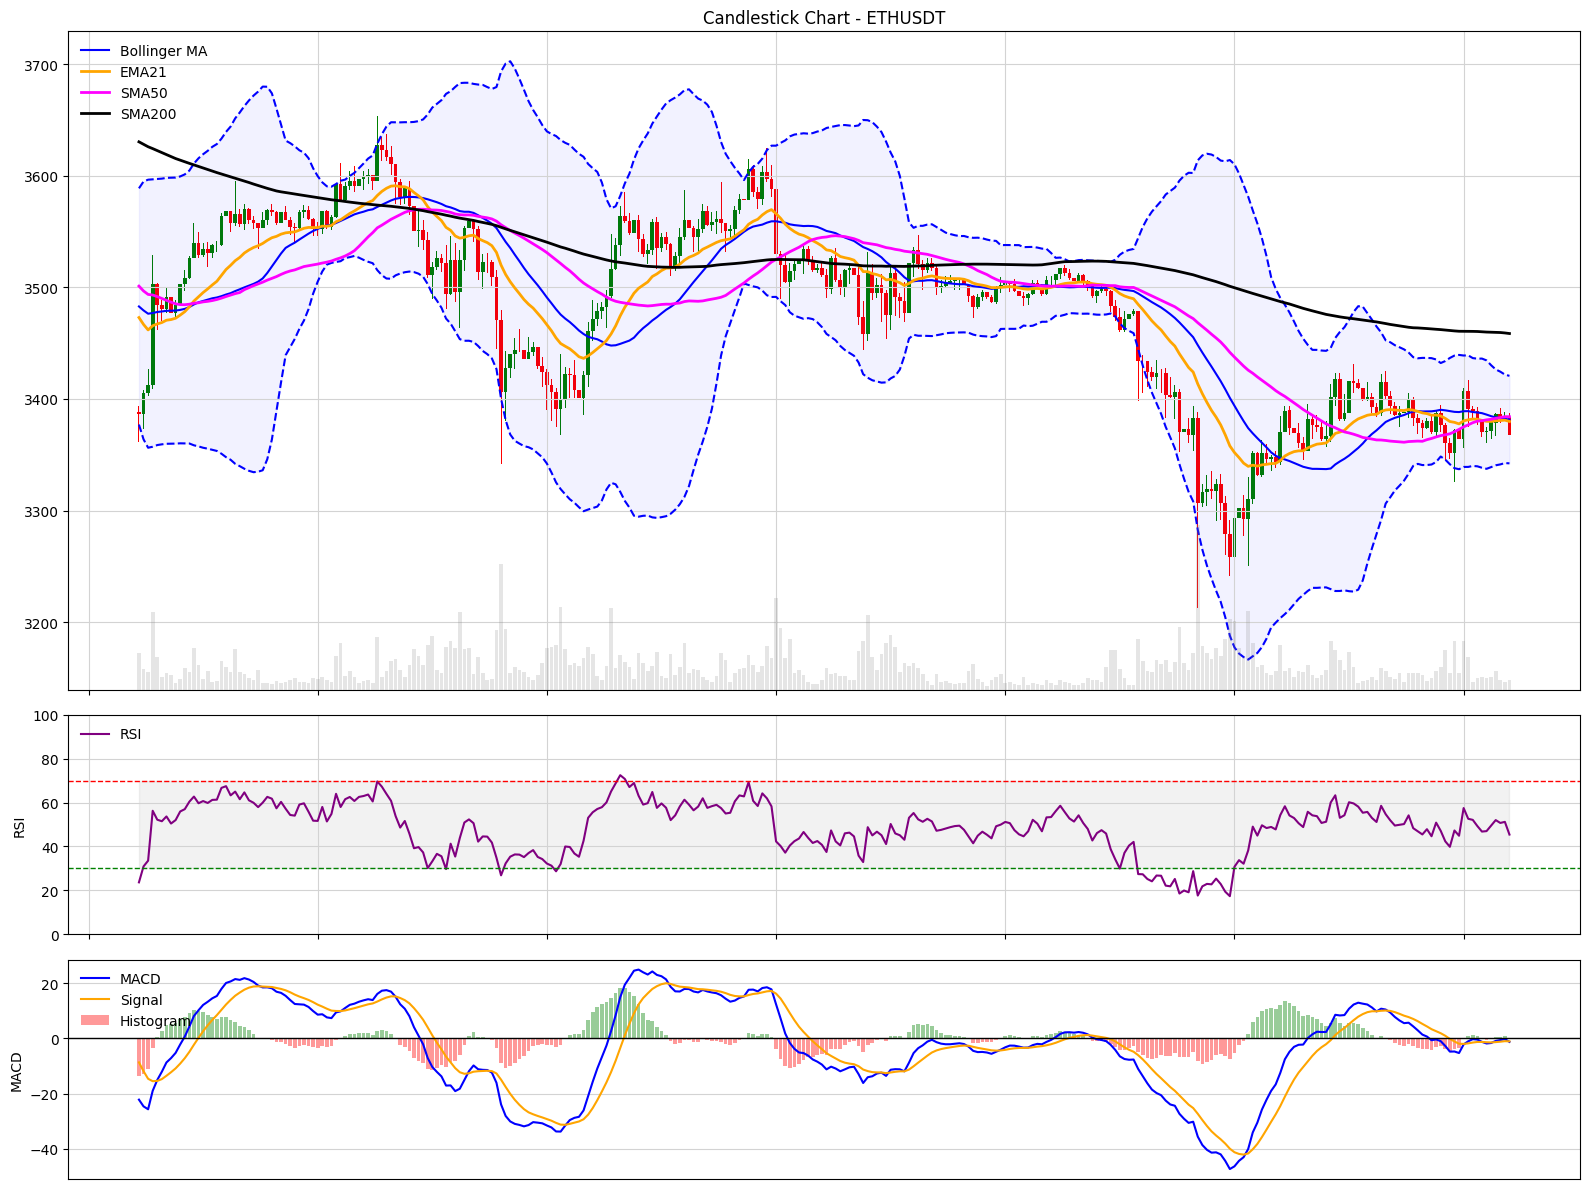 Candlestick Chart - ETHUSDT
Bollinger MA
EMA21
SMA50
SMA200
3700
3600
3500
3400
3300
3200
RSI
100
80
60
40
20
0
RSI
MACD
Signal
Histogram
20
0
−20
−40
MACD